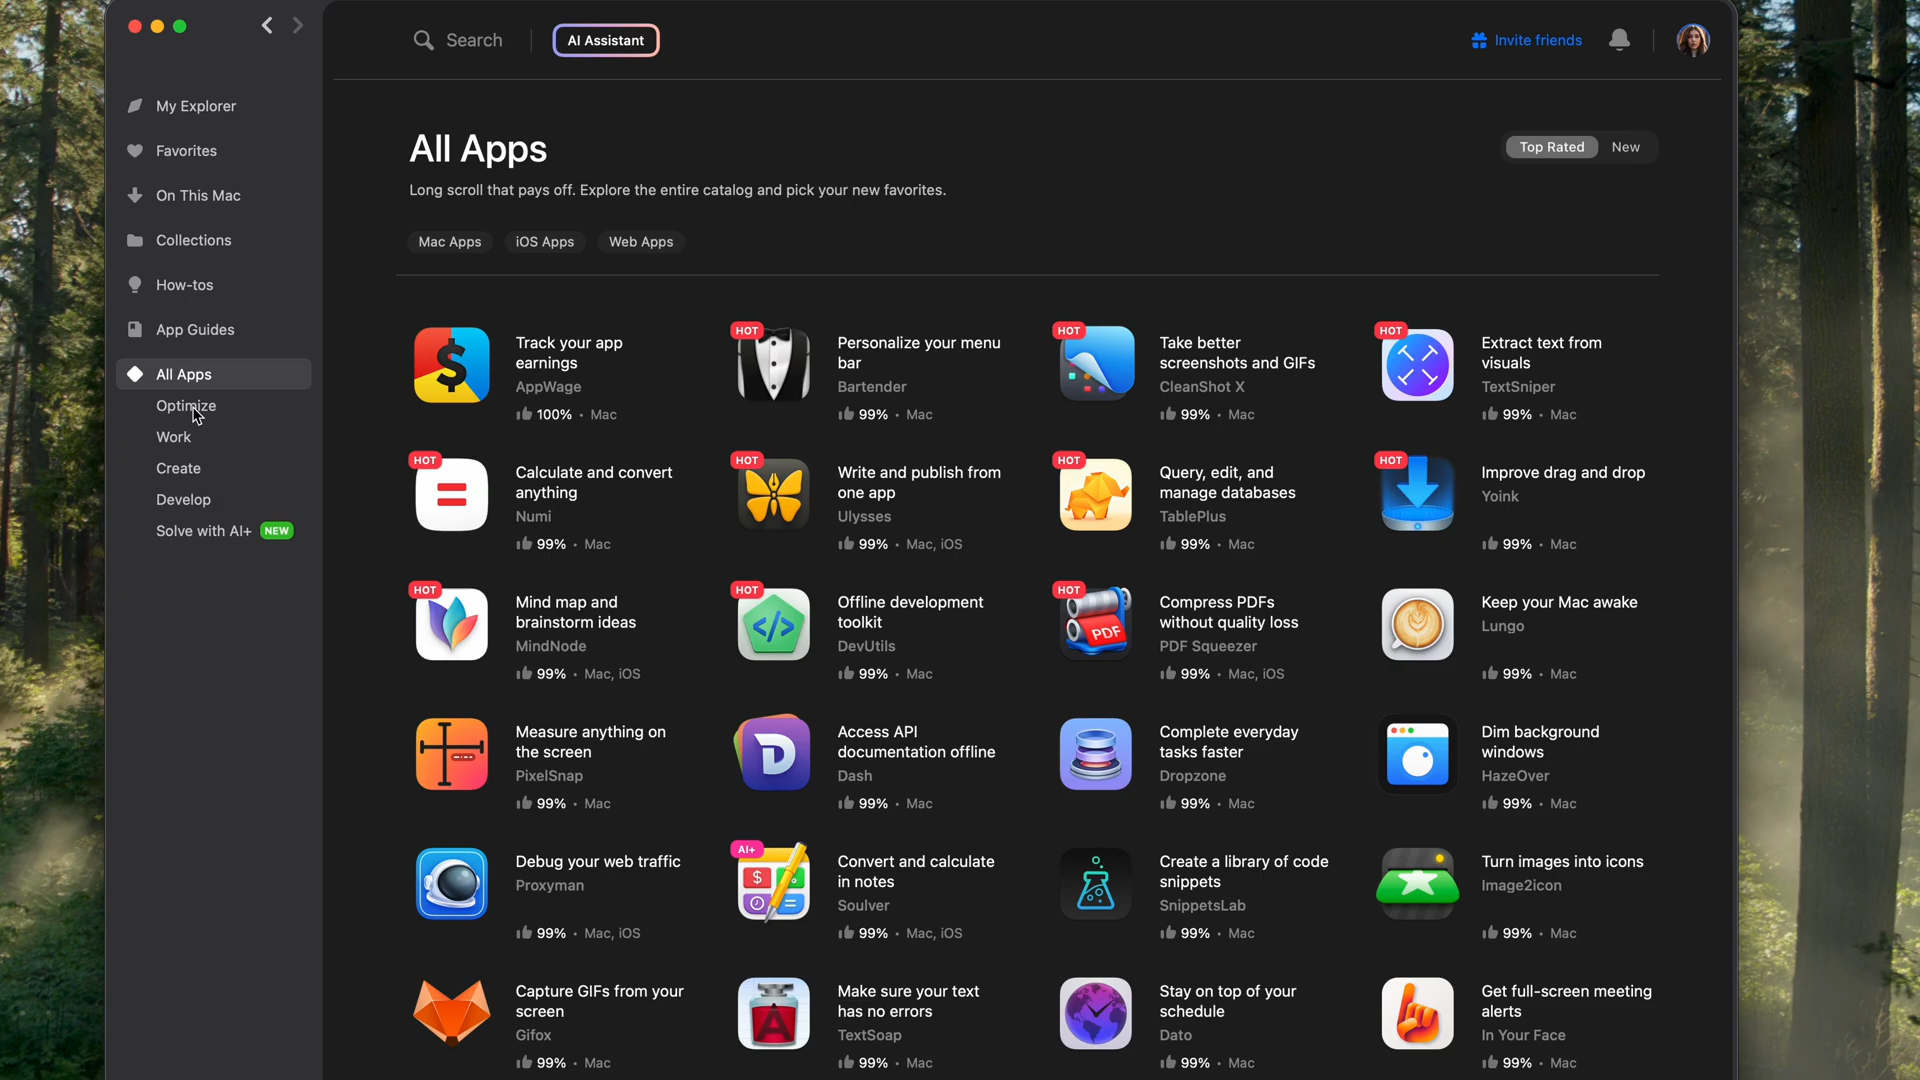 Search
AI Assistant
Invite friends
My Explorer
Favorites
On This Mac
Collections
How-tos
App Guides
All Apps
Optimize
Work
Create
Develop
Solve with AI+ NEW
All Apps
Top Rated New
Long scroll that pays off. Explore the entire catalog and pick your new favorites.
Mac Apps iOS Apps Web Apps
$
Track your app
earnings
AppWage
100% • Mac
HOT
Personalize your menu
bar
Bartender
99% • Mac
HOT
Take better
screenshots and GIFs
CleanShot X
99% • Mac
HOT
Extract text from
visuals
TextSniper
99% • Mac
HOT
=
Calculate and convert
anything
Numi
99% • Mac
HOT
Write and publish from
one app
Ulysses
99% • Mac, iOS
HOT
Query, edit, and
manage databases
TablePlus
99% • Mac
HOT
Improve drag and drop
Yoink
99% • Mac
HOT
Mind map and
brainstorm ideas
MindNode
99% • Mac, iOS
HOT
</>
Offline development
toolkit
DevUtils
99% • Mac
HOT
PDF
Compress PDFs
without quality loss
PDF Squeezer
99% • Mac, iOS
Keep your Mac awake
Lungo
99% • Mac
Measure anything on
the screen
PixelSnap
99% • Mac
D
Access API
documentation offline
Dash
99% • Mac
Complete everyday
tasks faster
Dropzone
99% • Mac
Dim background
windows
HazeOver
99% • Mac
Debug your web traffic
Proxyman
99% • Mac, iOS
AI+
$
=
Convert and calculate
in notes
Soulver
99% • Mac, iOS
Create a library of code
snippets
SnippetsLab
99% • Mac
Turn images into icons
Image2icon
99% • Mac
Capture GIFs from your
screen
Gifox
99% • Mac
A
Make sure your text
has no errors
TextSoap
99% • Mac
Stay on top of your
schedule
Dato
99% • Mac
Get full-screen meeting
alerts
In Your Face
99% • Mac